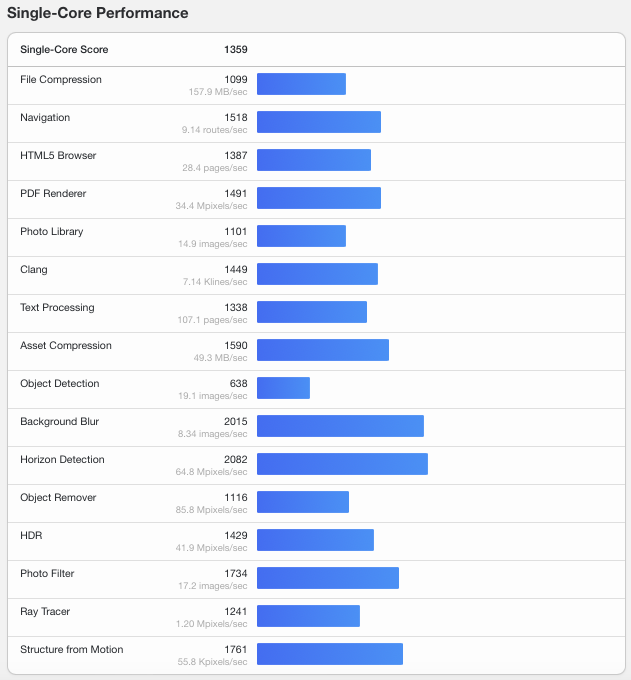 Single-Core Performance
Single-Core Score 1359
File Compression 1099
157.9 MB/sec
Navigation 1518
9.14 routes/sec
HTML5 Browser 1387
28.4 pages/sec
PDF Renderer 1491
34.4 Mpixels/sec
Photo Library 1101
14.9 images/sec
Clang 1449
7.14 Klines/sec
Text Processing 1338
107.1 pages/sec
Asset Compression 1590
49.3 MB/sec
Object Detection 638
19.1 images/sec
Background Blur 2015
8.34 images/sec
Horizon Detection 2082
64.8 Mpixels/sec
Object Remover 1116
85.8 Mpixels/sec
HDR 1429
41.9 Mpixels/sec
Photo Filter 1734
17.2 images/sec
Ray Tracer 1241
1.20 Mpixels/sec
Structure from Motion 1761
55.8 Kpixels/sec